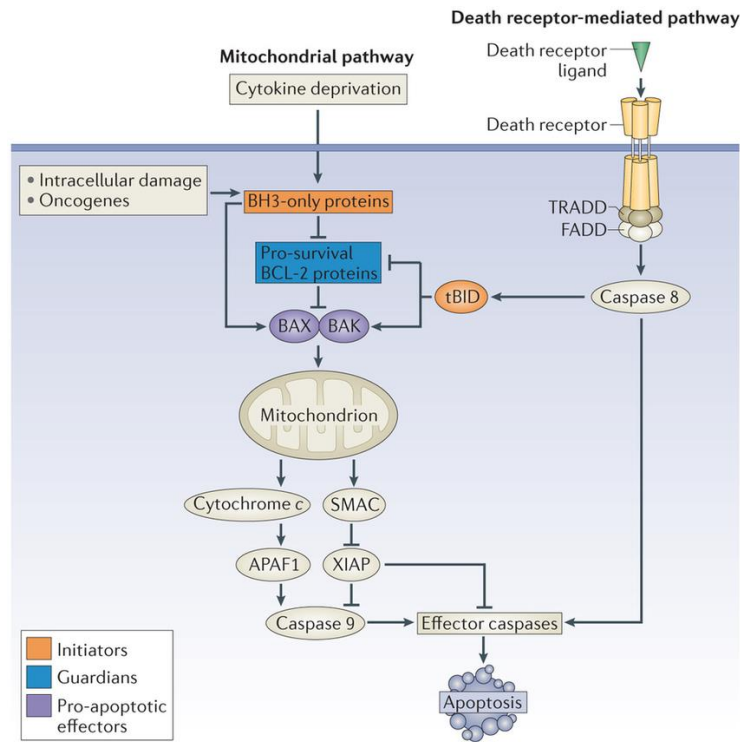 Death receptor-mediated pathway
Mitochondrial pathway
Death receptor
ligand
Cytokine deprivation
Death receptor
• Intracellular damage
• Oncogenes
BH3-only proteins
TRADD
FADD
Pro-survival
BCL-2 proteins
tBID
Caspase 8
BAX
BAK
Mitochondrion
Cytochrome c
SMAC
APAF1
XIAP
Caspase 9
Effector caspases
Apoptosis
Initiators
Guardians
Pro-apoptotic
effectors